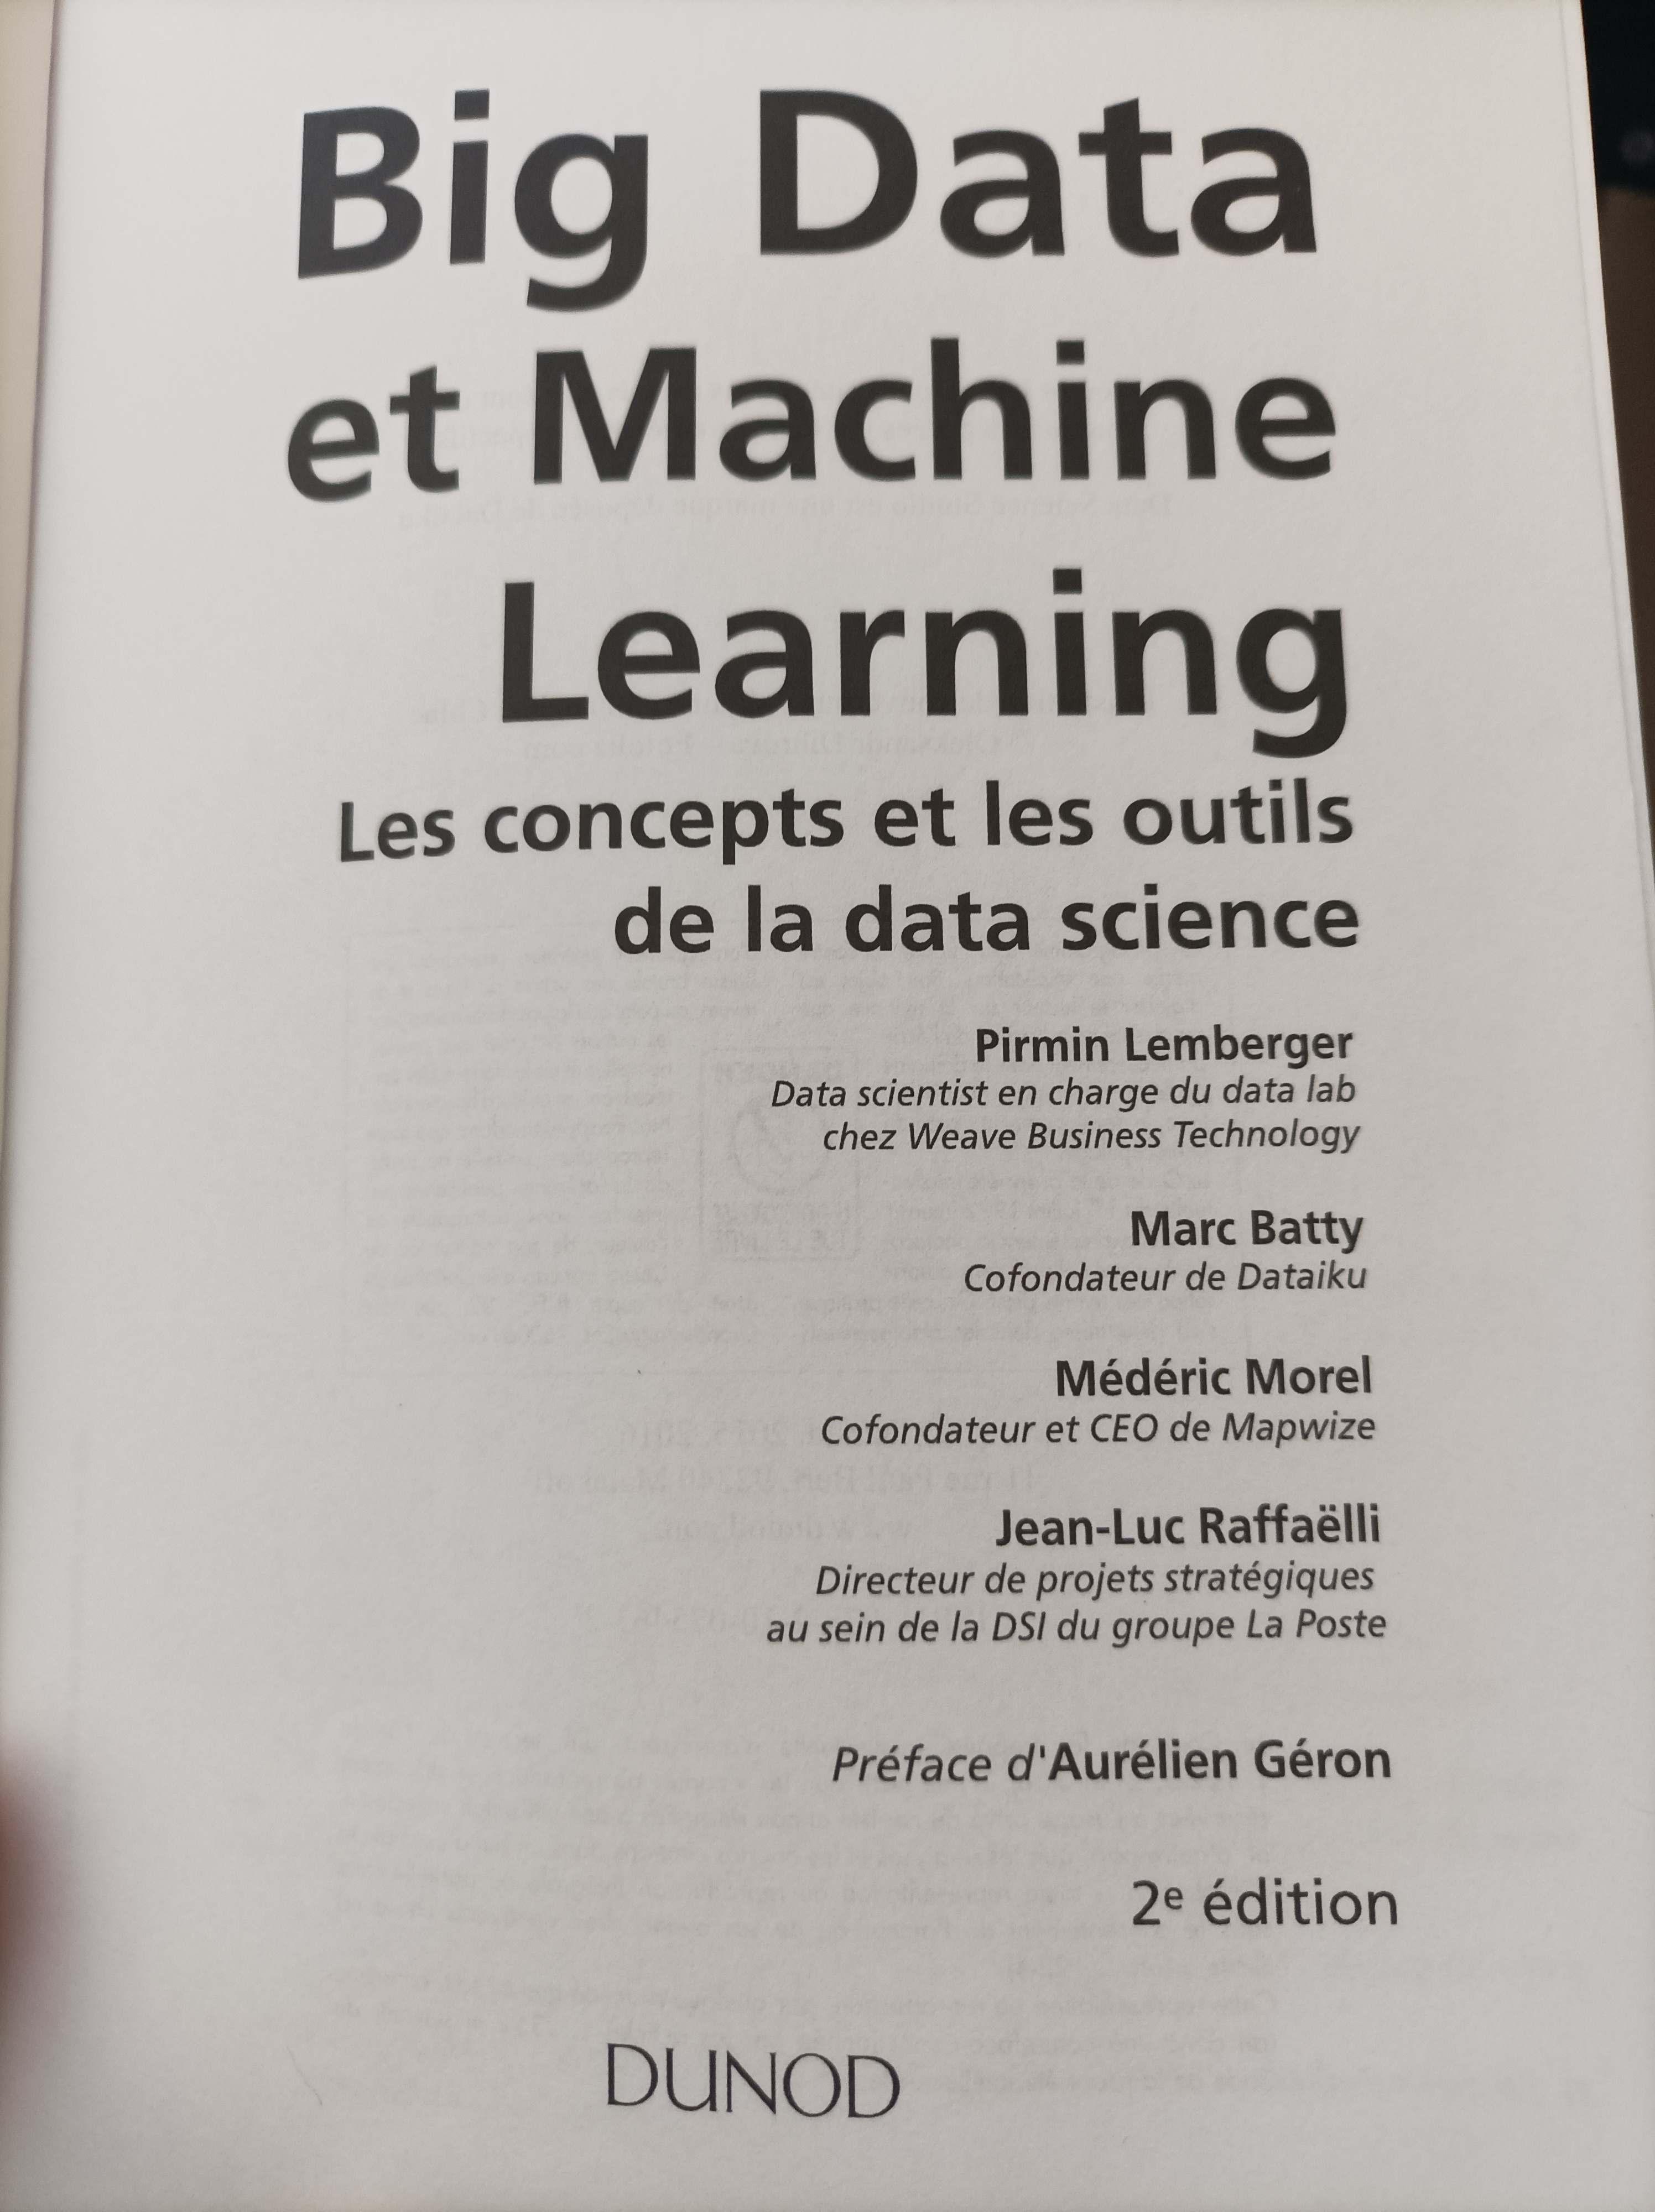 Big Data
et Machine
Learning
Les concepts et les outils
de la data science
Pirmin Lemberger
Data scientist en charge du data lab
chez Weave Business Technology
Marc Batty
Cofondateur de Dataiku
Médéric Morel
Cofondateur et CEO de Mapwize
Jean-Luc Raffaëlli
Directeur de projets stratégiques
au sein de la DSI du groupe La Poste
Préface d'Aurélien Géron
2e édition
DUNOD